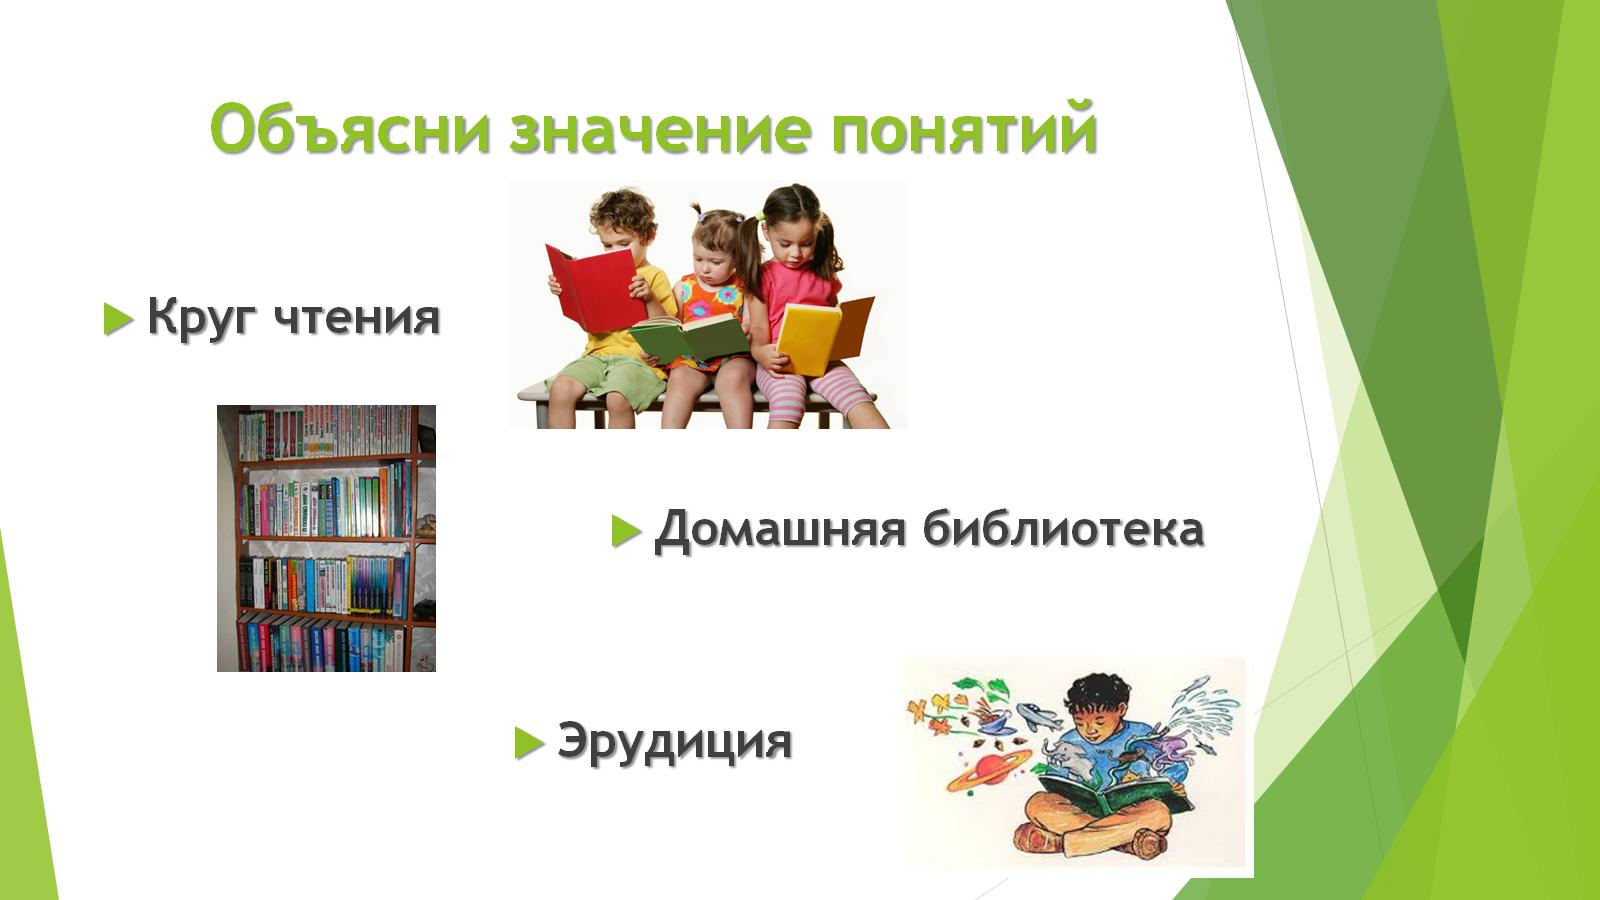 Объясни значение понятий
Круг чтения
Домашняя библиотека
Эрудиция